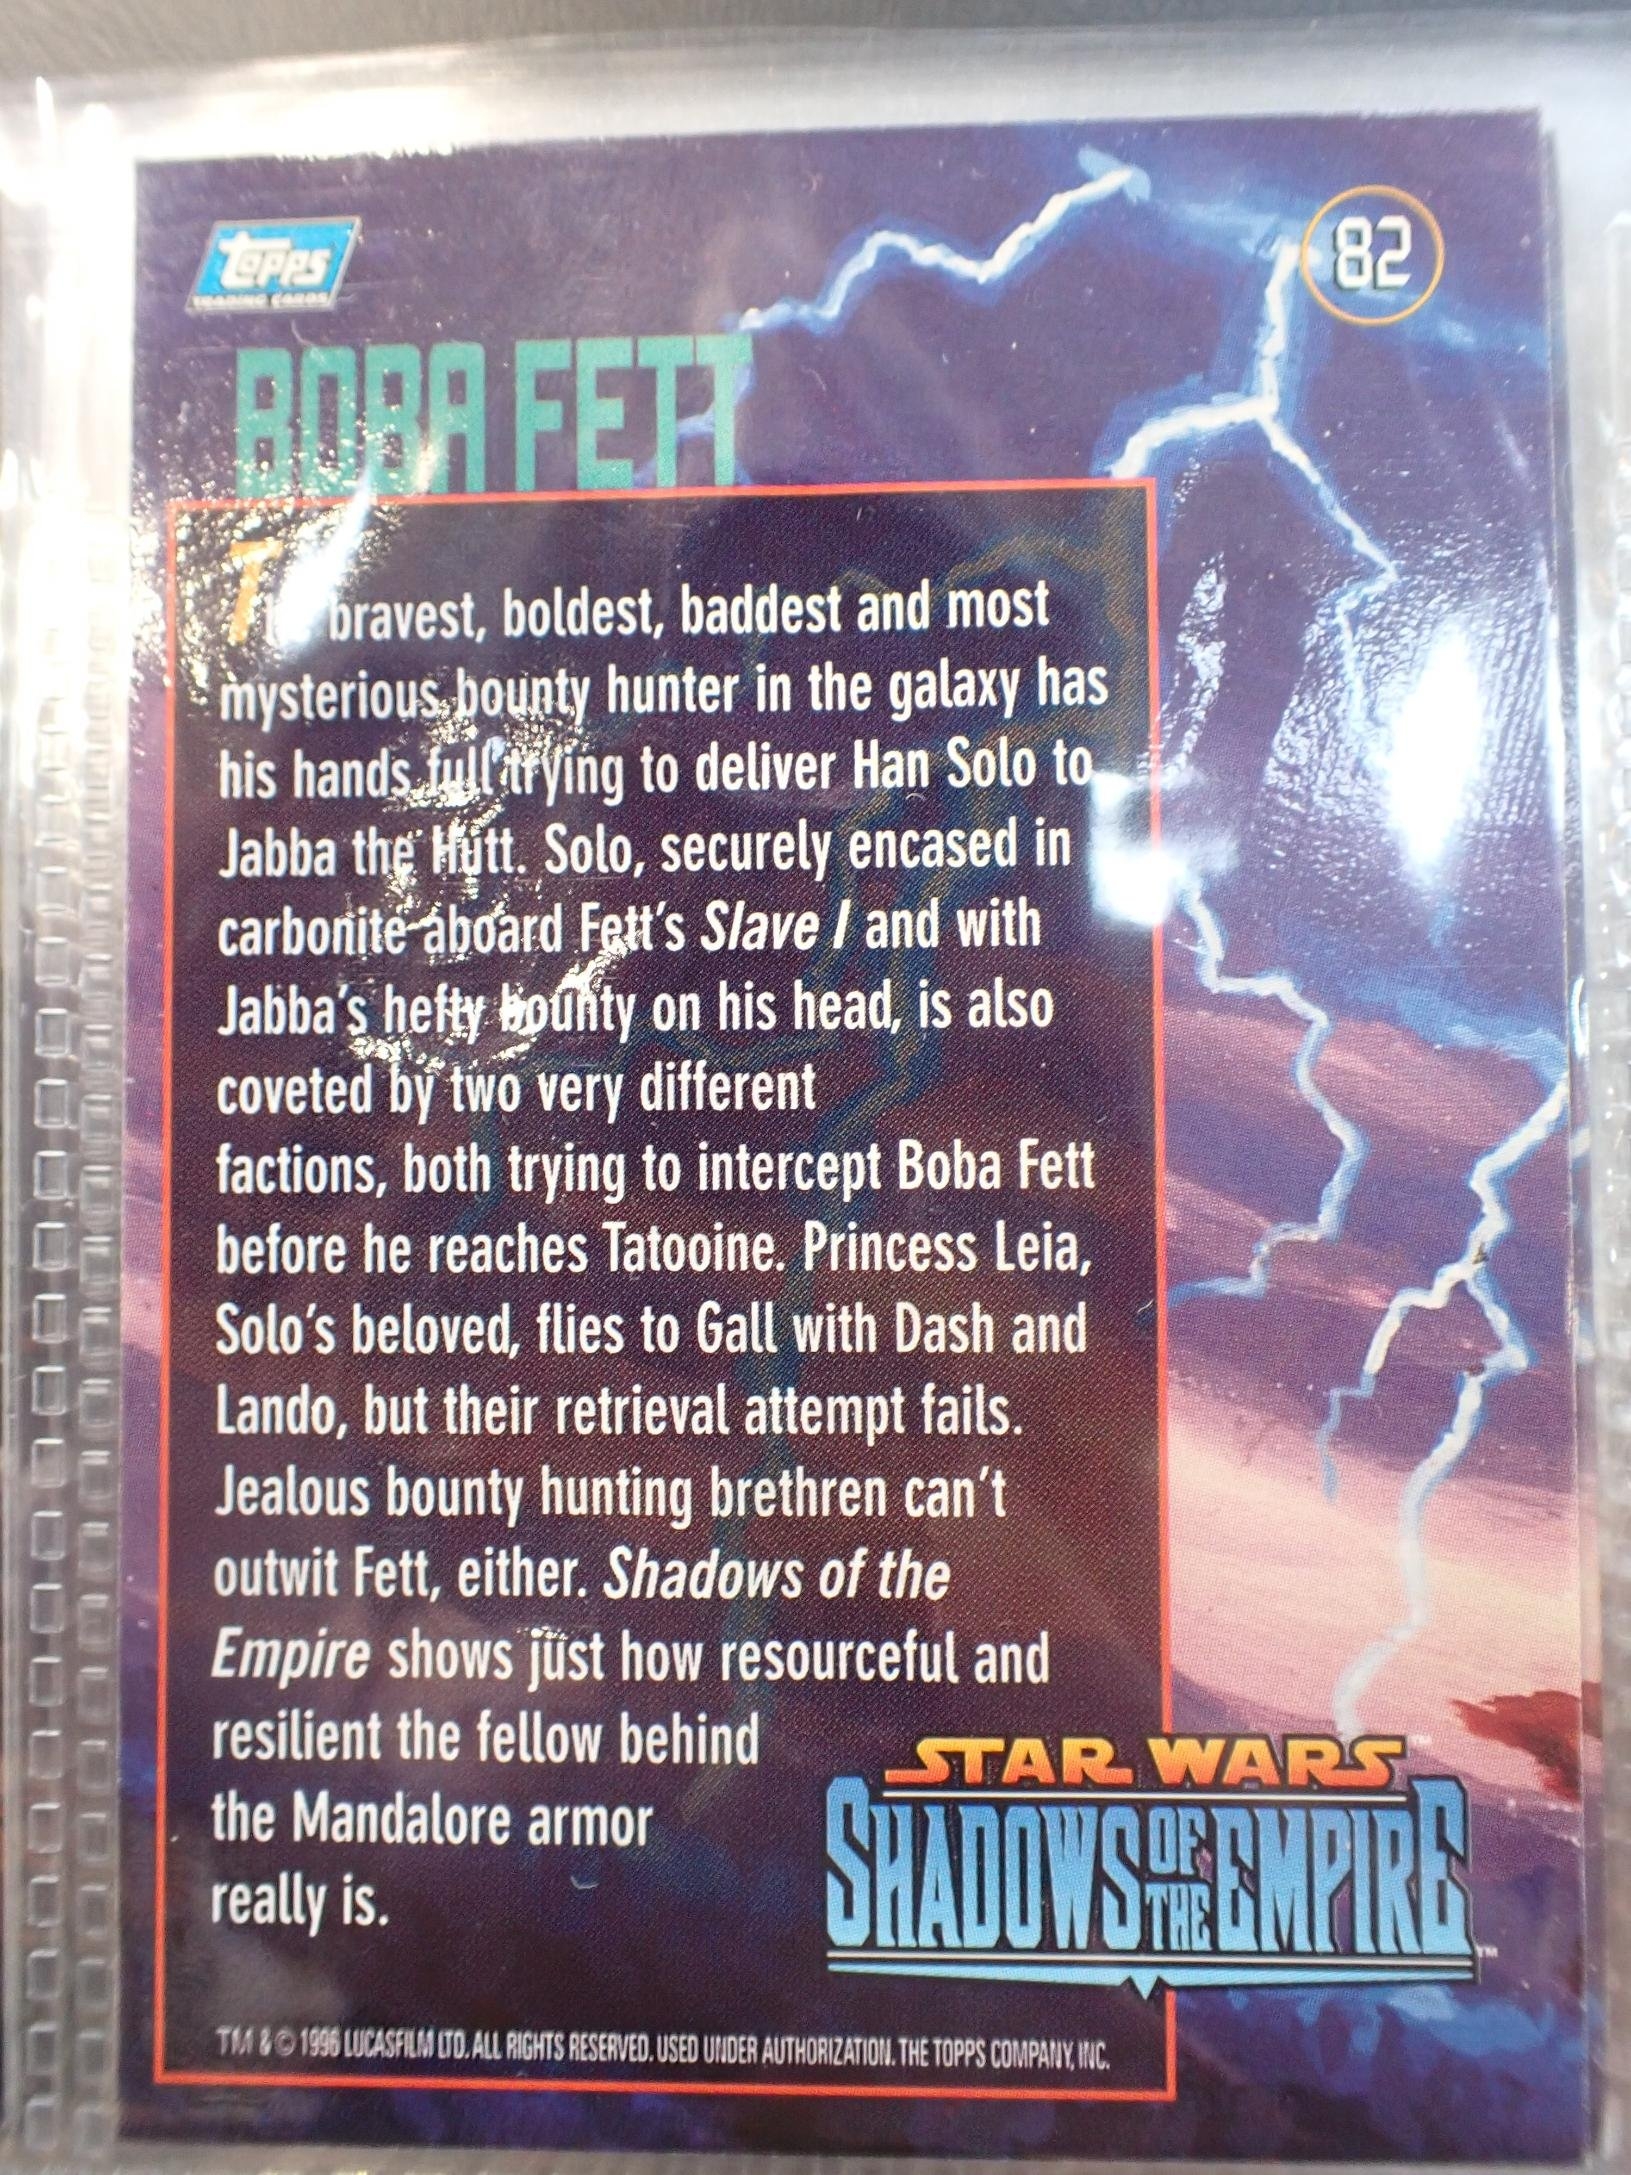 Topps
TRADING CARDS
82
BOBA FETT
The bravest, boldest, baddest and most
mysterious bounty hunter in the galaxy has
his hands full trying to deliver Han Solo to
Jabba the Hutt. Solo, securely encased in
carbonite aboard Fett's Slave I and with
Jabba's hefty bounty on his head, is also
coveted by two very different
factions, both trying to intercept Boba Fett
before he reaches Tatooine. Princess Leia,
Solo's beloved, flies to Gall with Dash and
Lando, but their retrieval attempt fails.
Jealous bounty hunting brethren can't
outwit Fett, either. Shadows of the
Empire shows just how resourceful and
resilient the fellow behind
the Mandalore armor
really is.
STAR WARS
SHADOWS OF THE EMPIRE™
TM & © 1996 LUCASFILM LTD. ALL RIGHTS RESERVED. USED UNDER AUTHORIZATION. THE TOPPS COMPANY, INC.